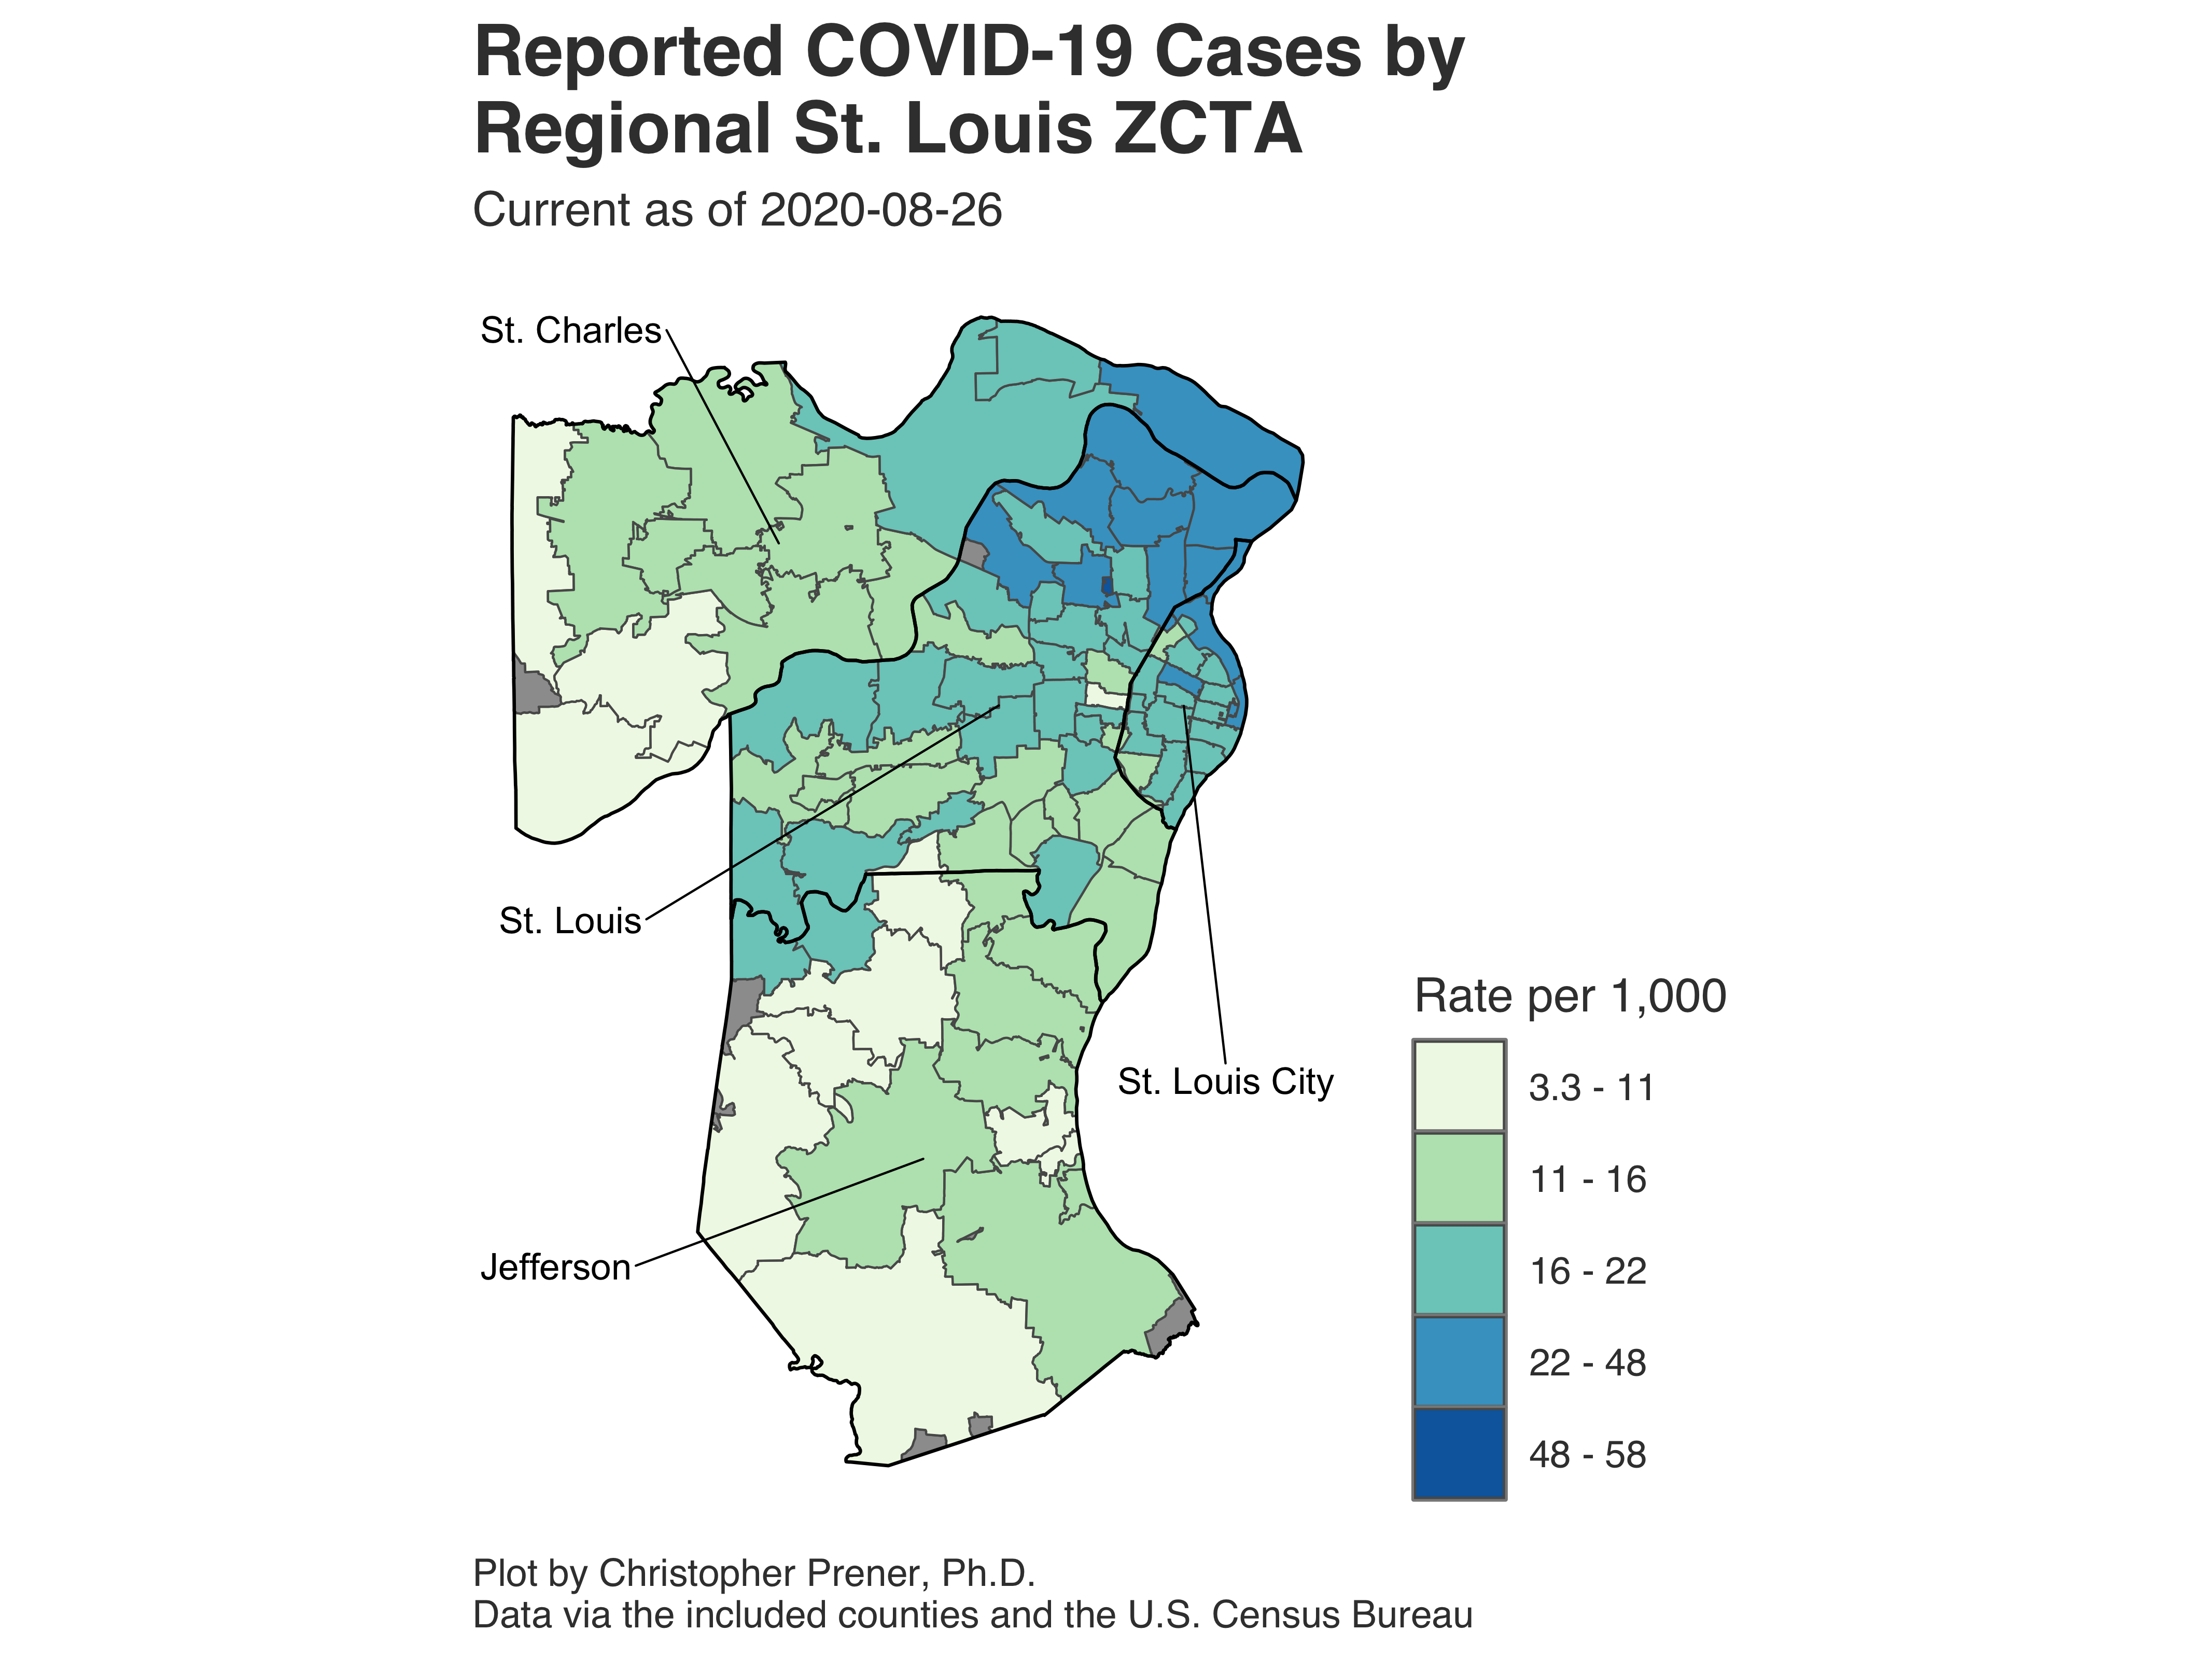 Reported COVID-19 Cases by
Regional St. Louis ZCTA
Current as of 2020-08-26
St. Charles
St. Louis
St. Louis City
Jefferson
Rate per 1,000
3.3 - 11
11 - 16
16 - 22
22 - 48
48 - 58
Plot by Christopher Prener, Ph.D.
Data via the included counties and the U.S. Census Bureau